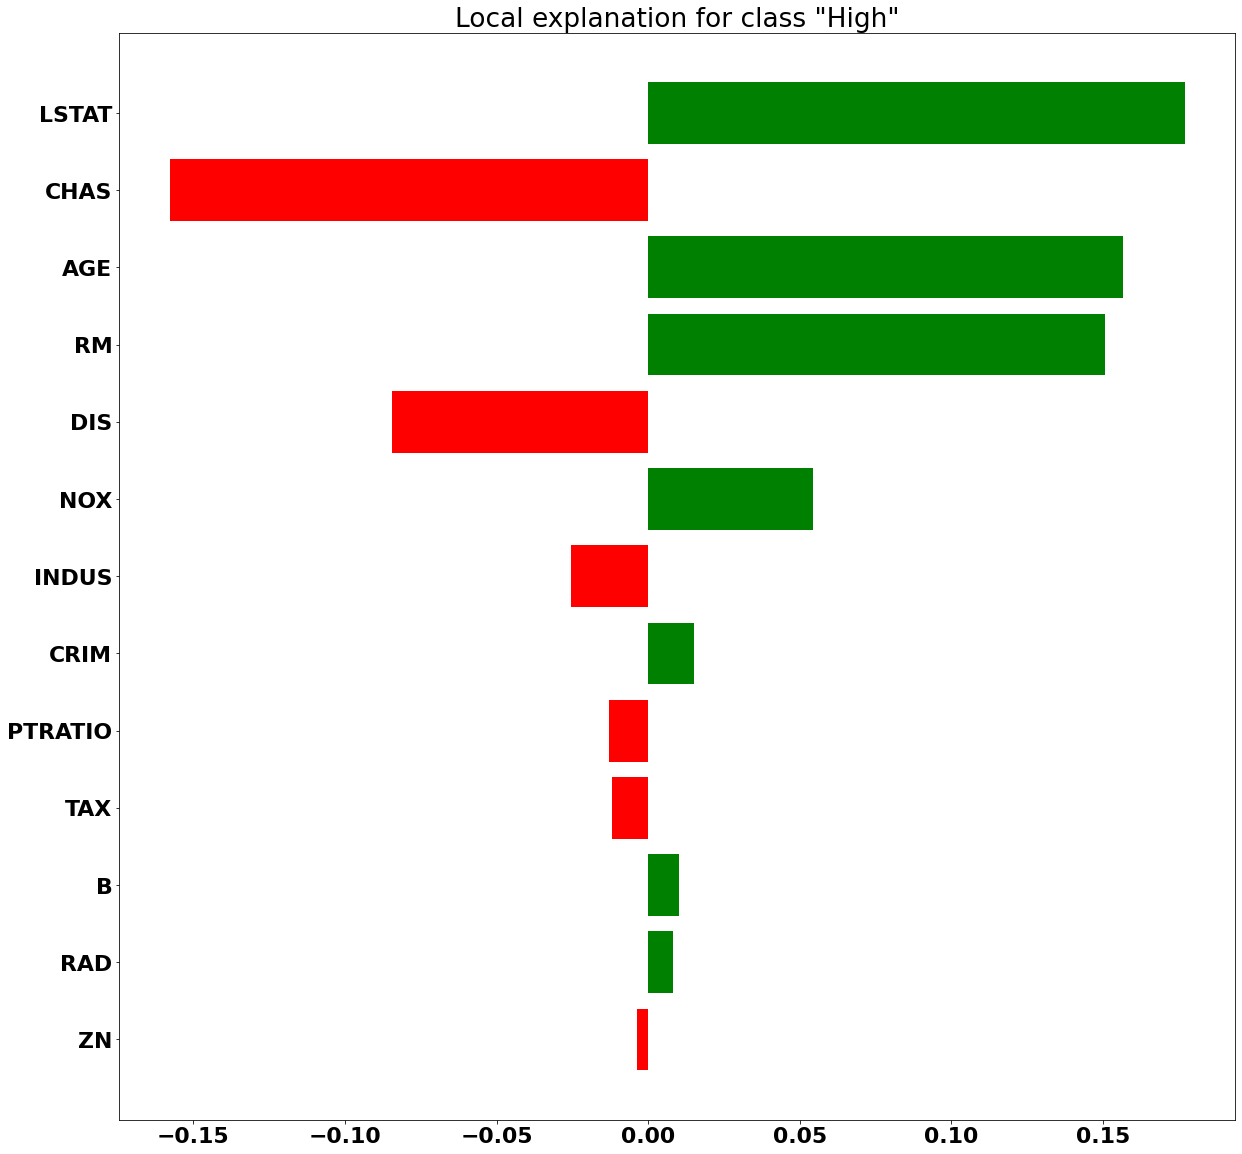 Local explanation for class "High"
LSTAT
CHAS
AGE
RM
DIS
NOX
INDUS
CRIM
PTRATIO
TAX
B
RAD
ZN
−0.15 −0.10 −0.05 0.00 0.05 0.10 0.15